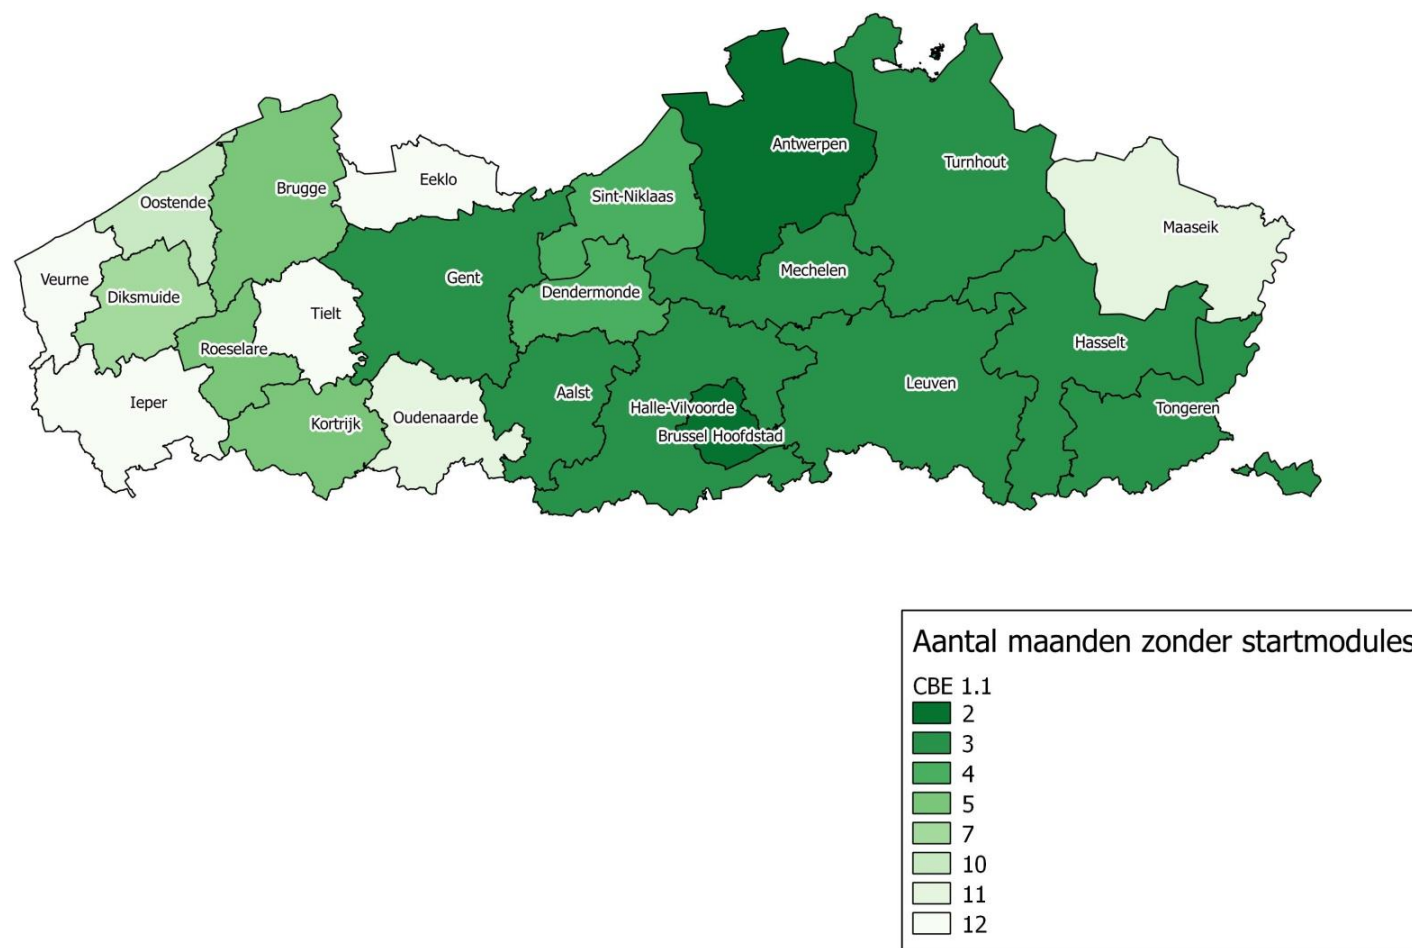 Antwerpen
Turnhout
Eeklo
Brugge
Sint-Niklaas
Oostende
Maaseik
Mechelen
Veurne
Gent
Dendermonde
Diksmuide
Tielt
Roeselare
Hasselt
Leuven
Aalst
Ieper
Halle-Vilvoorde
Tongeren
Oudenaarde
Kortrijk
Brussel Hoofdstad
Aantal maanden zonder startmodules
CBE 1.1
2
3
4
5
7
10
11
12